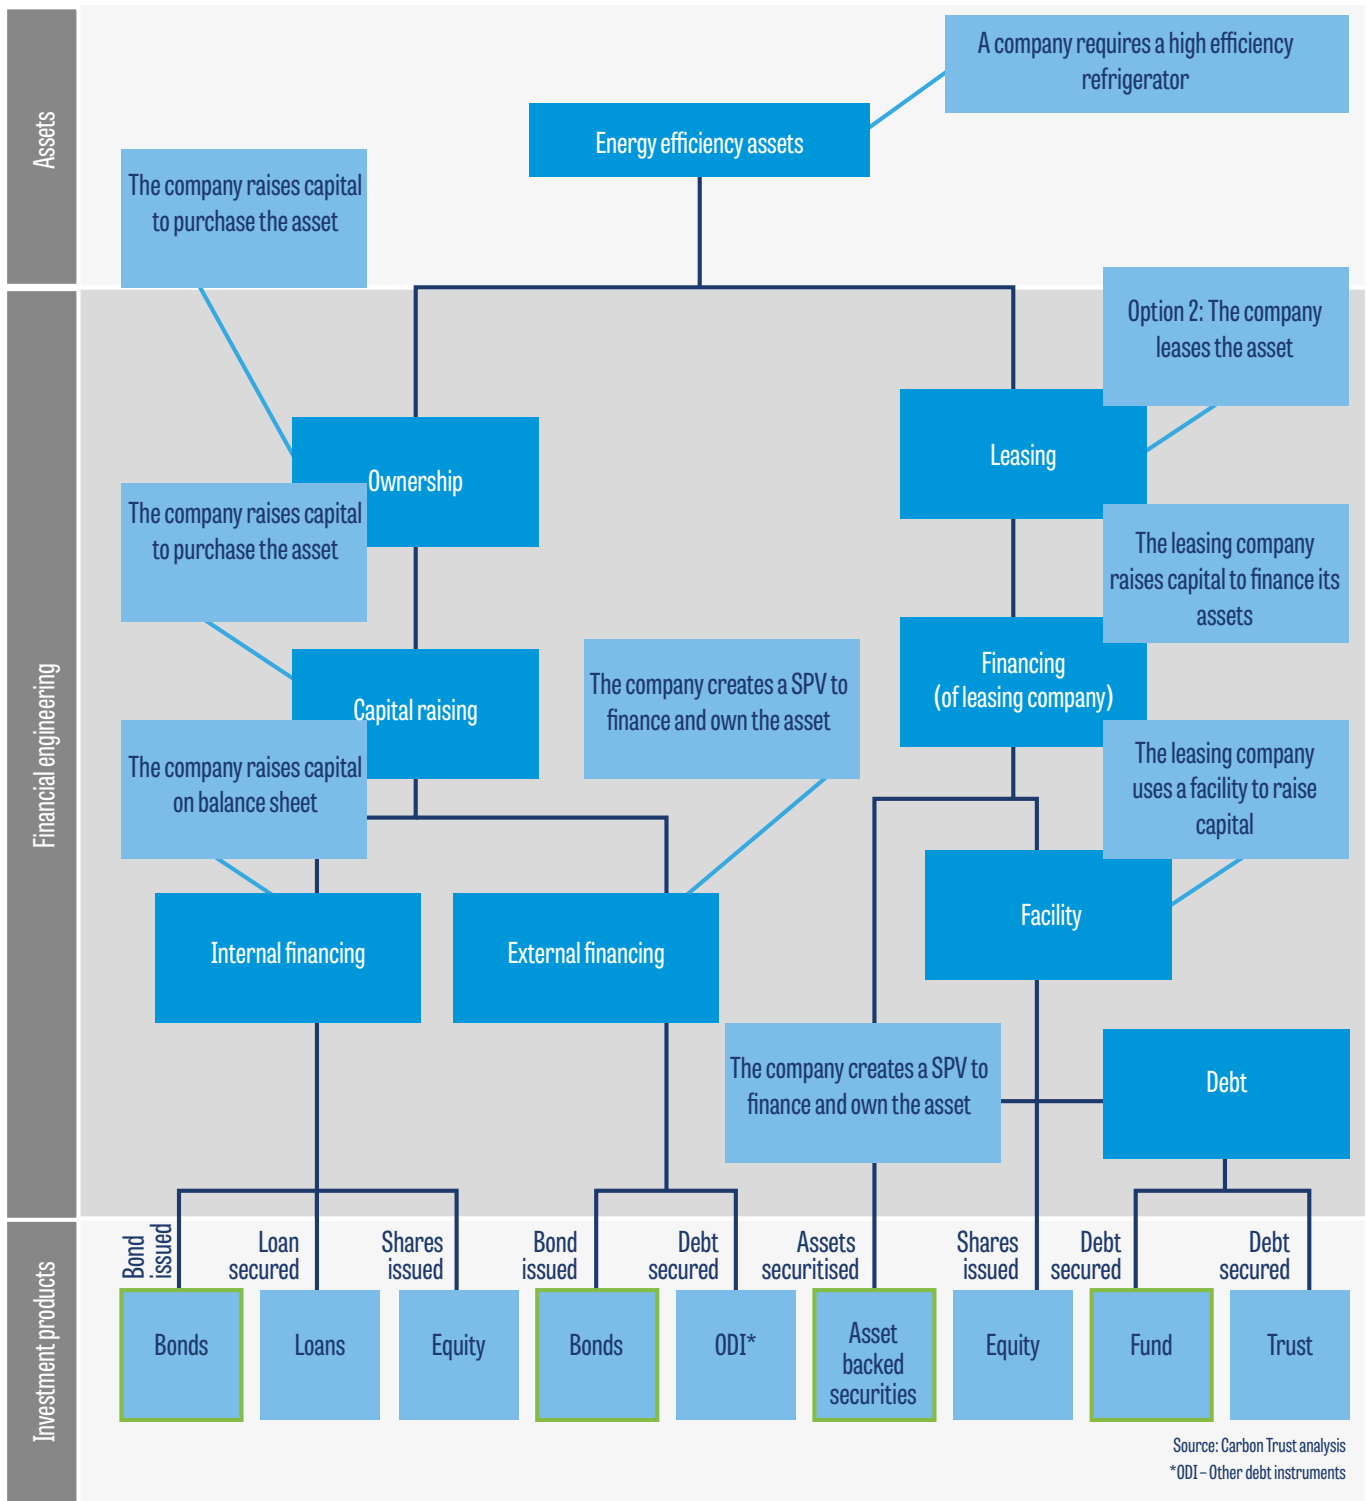 Assets
A company requires a high efficiency
refrigerator
Energy efficiency assets
The company raises capital
to purchase the asset
Financial engineering
Option 2: The company
leases the asset
Ownership
Leasing
The company raises capital
to purchase the asset
The leasing company
raises capital to finance its
assets
Capital raising
The company creates a SPV to
finance and own the asset
Financing
(of leasing company)
The company raises capital
on balance sheet
The leasing company
uses a facility to raise
capital
Internal financing
External financing
Facility
The company creates a SPV to
finance and own the asset
Debt
Investment products
Bond
issued
Loan
secured
Shares
issued
Bond
issued
Debt
secured
Assets
securitised
Shares
issued
Debt
secured
Debt
secured
Bonds
Loans
Equity
Bonds
ODI*
Asset
backed
securities
Equity
Fund
Trust
Source: Carbon Trust analysis
*ODI – Other debt instruments